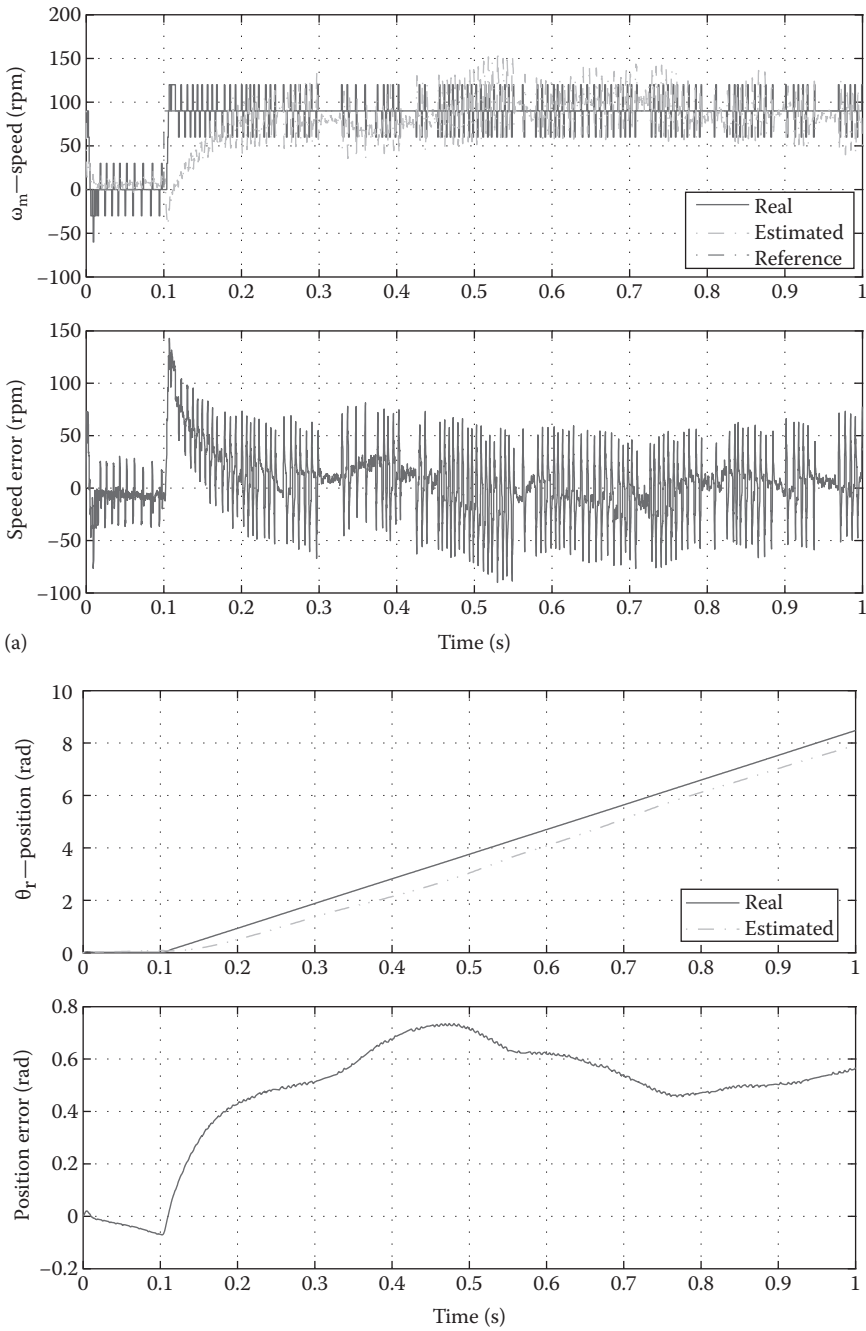 200
150
100
50
0
−50
−100
ω_m—speed (rpm)
Real
Estimated
Reference
0 0.1 0.2 0.3 0.4 0.5 0.6 0.7 0.8 0.9 1
150
100
50
0
−50
−100
Speed error (rpm)
0 0.1 0.2 0.3 0.4 0.5 0.6 0.7 0.8 0.9 1
(a)
Time (s)
10
8
6
4
2
0
θ_r—position (rad)
Real
Estimated
0 0.1 0.2 0.3 0.4 0.5 0.6 0.7 0.8 0.9 1
0.8
0.6
0.4
0.2
0
−0.2
Position error (rad)
0 0.1 0.2 0.3 0.4 0.5 0.6 0.7 0.8 0.9 1
Time (s)